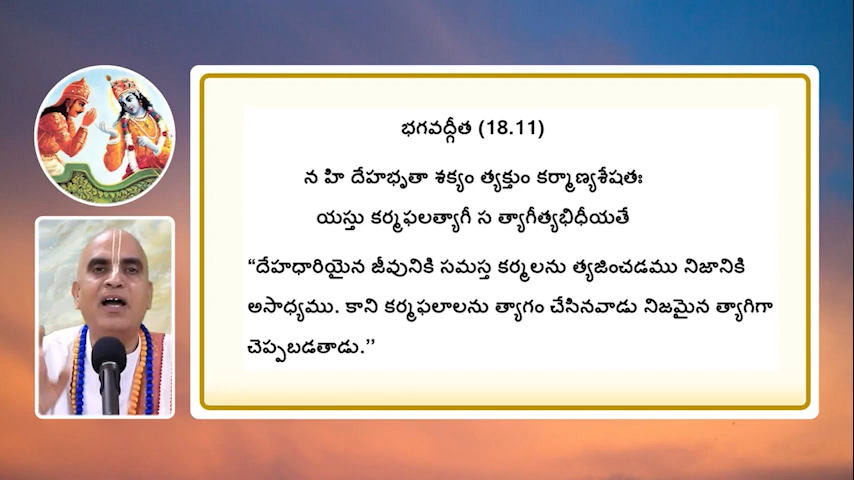 భగవద్గీత (18.11)
న హి దేహభృతా శక్యం త్యక్తుం కర్మాణ్యశేషతః
యస్తు కర్మఫలత్యాగీ స త్యాగీత్యభిధీయతే
“దేహధారియైన జీవునికి సమస్త కర్మలను త్యజించడము నిజానికి
అసాధ్యము. కాని కర్మఫలాలను త్యాగం చేసినవాడు నిజమైన త్యాగిగా
చెప్పబడతాడు.’’